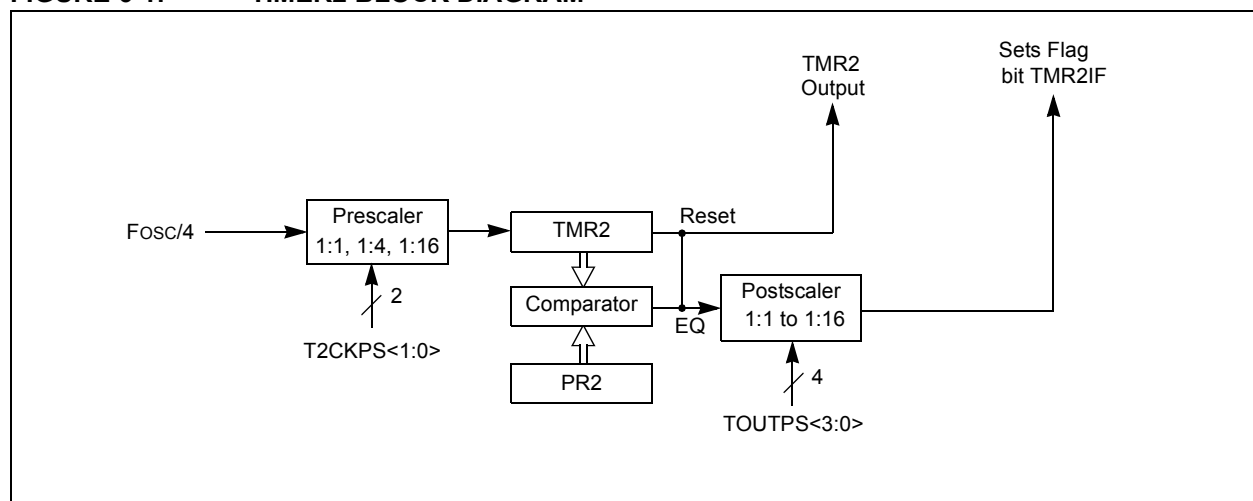 TMR2
Output
Sets Flag
bit TMR2IF
Prescaler
1:1, 1:4, 1:16
TMR2
Reset
FOSC/4
2
Comparator
EQ
Postscaler
1:1 to 1:16
T2CKPS<1:0>
PR2
4
TOUTPS<3:0>